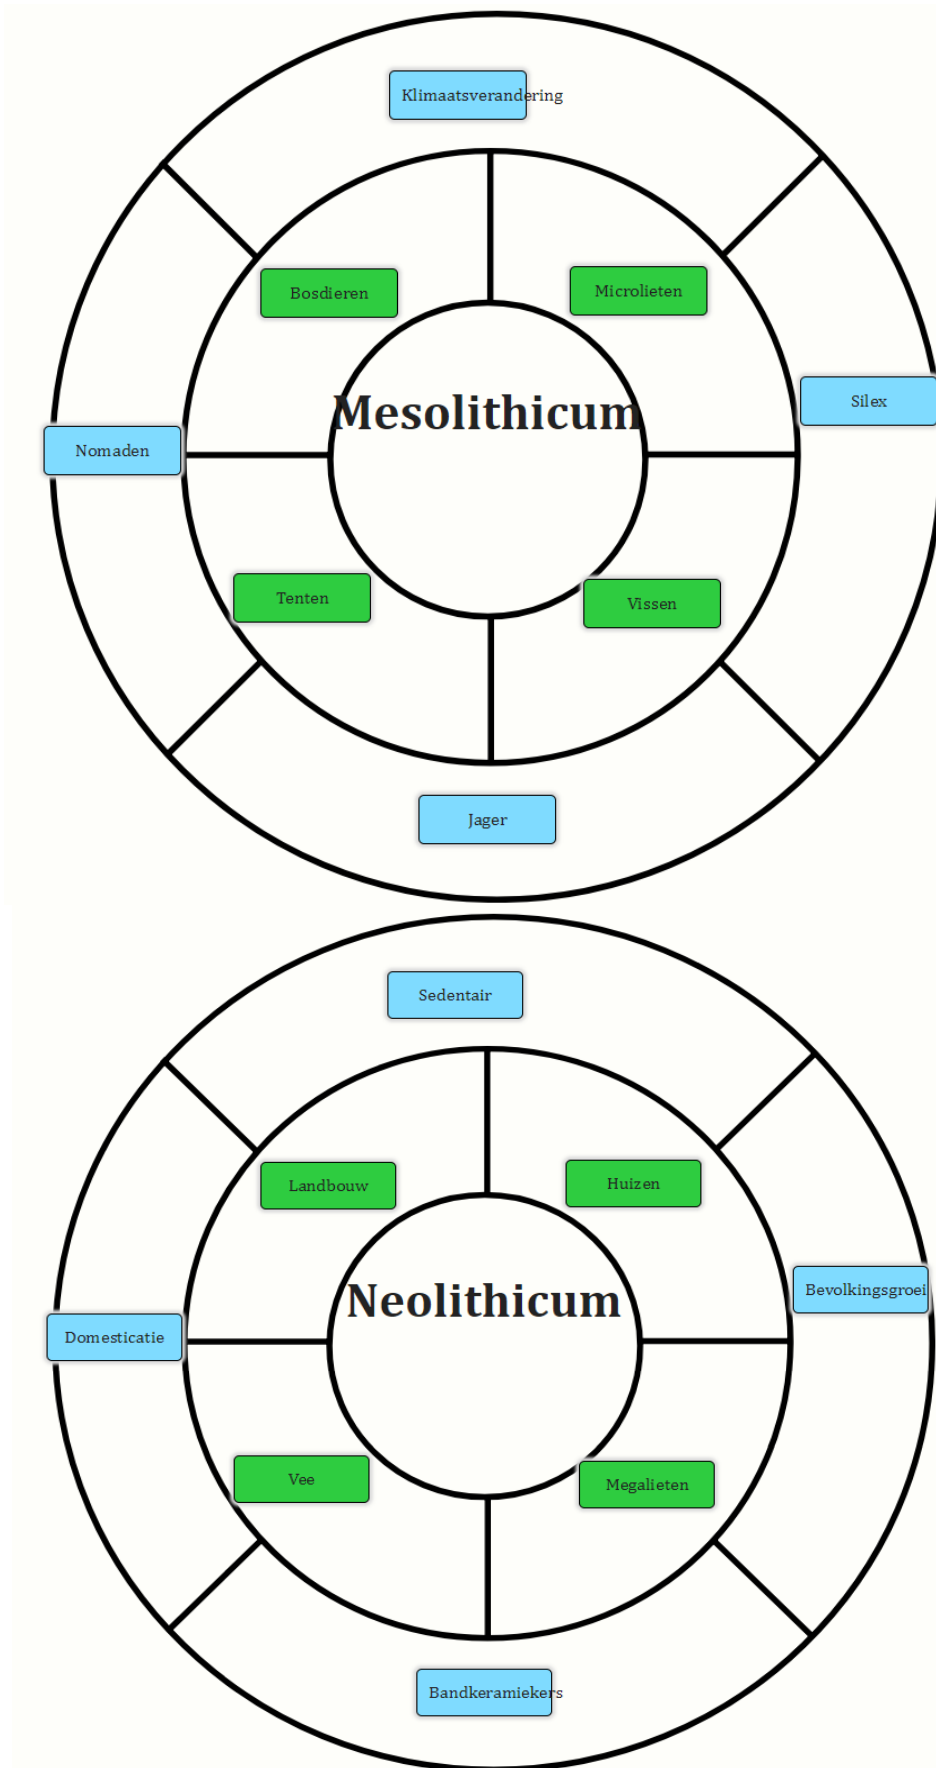 Klimaatsverandering
Bosdieren
Microlieten
Mesolithicum
Silex
Nomaden
Tenten
Vissen
Jager
Sedentair
Landbouw
Huizen
Neolithicum
Bevolkingsgroei
Domesticatie
Vee
Megalieten
Bandkeramiekers